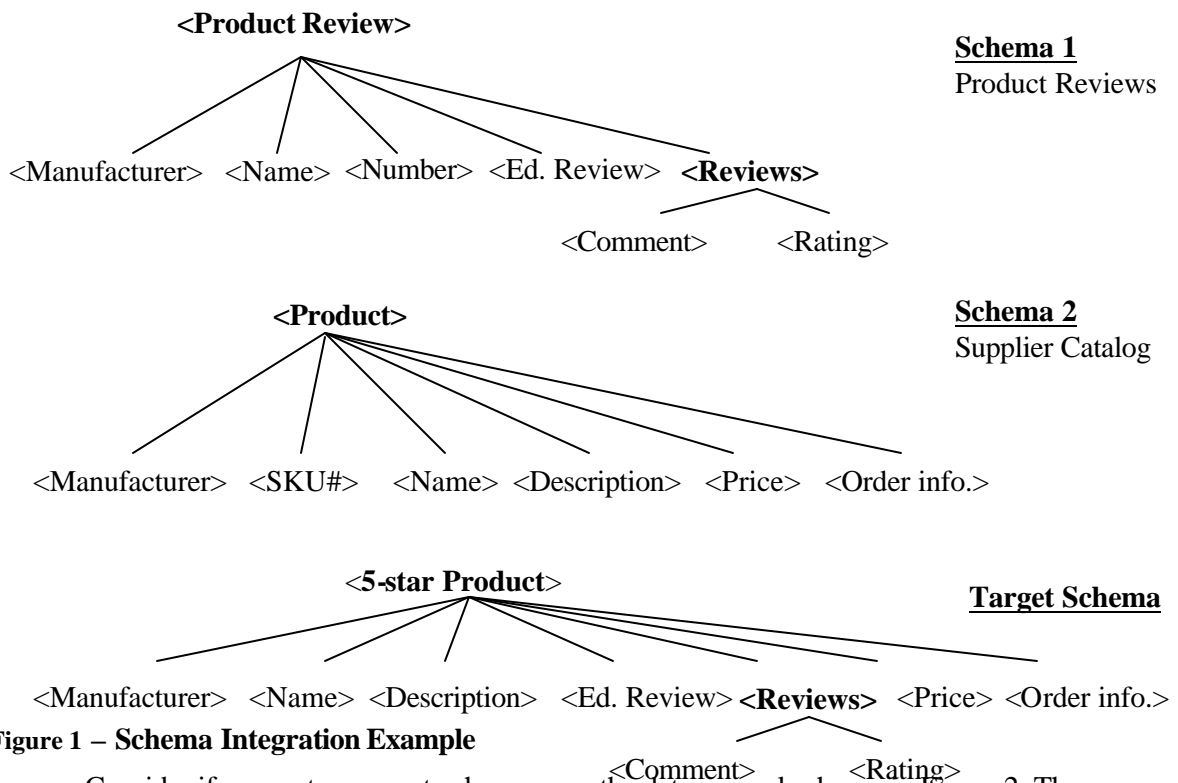 <Product Review>
Schema 1
Product Reviews
<Manufacturer> <Name> <Number> <Ed. Review> <Reviews>
<Comment> <Rating>
<Product>
Schema 2
Supplier Catalog
<Manufacturer> <SKU#> <Name> <Description> <Price> <Order info.>
<5-star Product>
Target Schema
<Manufacturer> <Name> <Description> <Ed. Review> <Reviews> <Price> <Order info.>
Figure 1 – Schema Integration Example
<Comment> <Rating>